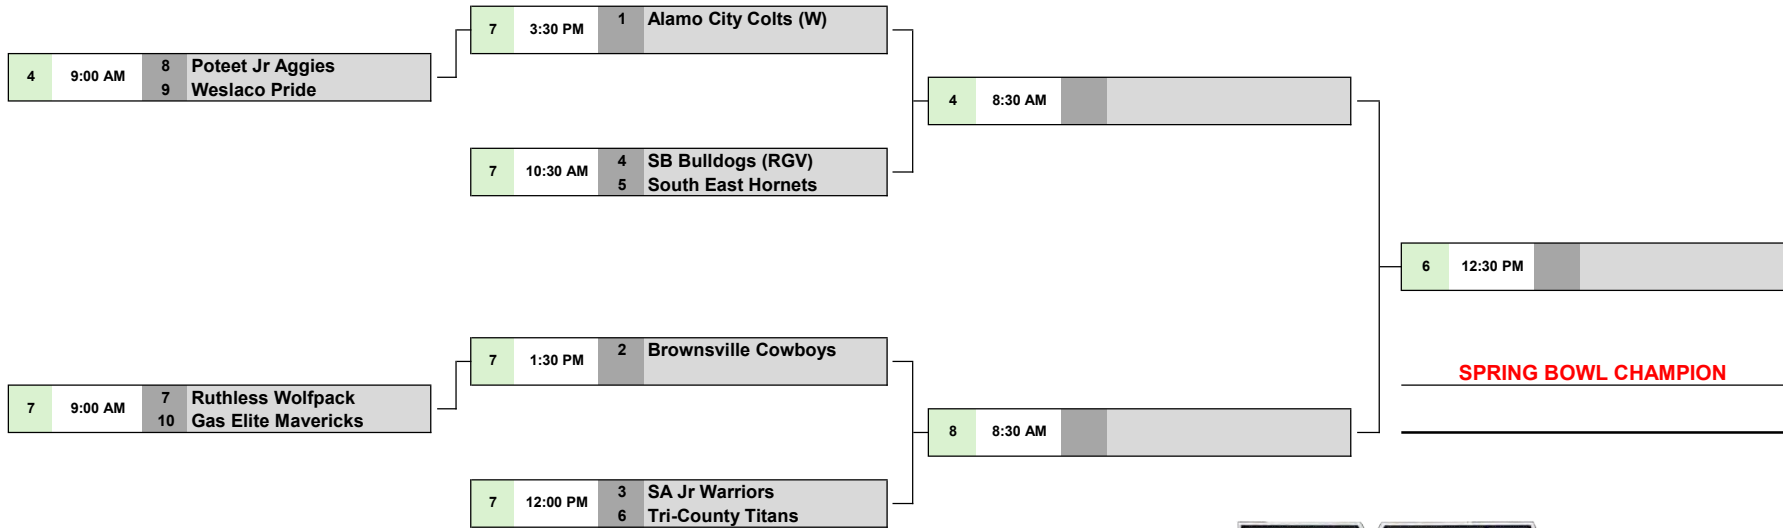 7 3:30 PM 1 Alamo City Colts (W)
4 9:00 AM 8 Poteet Jr Aggies
9 Weslaco Pride
4 8:30 AM
7 10:30 AM 4 SB Bulldogs (RGV)
5 South East Hornets
6 12:30 PM
7 1:30 PM 2 Brownsville Cowboys
SPRING BOWL CHAMPION
7 9:00 AM 7 Ruthless Wolfpack
10 Gas Elite Mavericks
8 8:30 AM
7 12:00 PM 3 SA Jr Warriors
6 Tri-County Titans